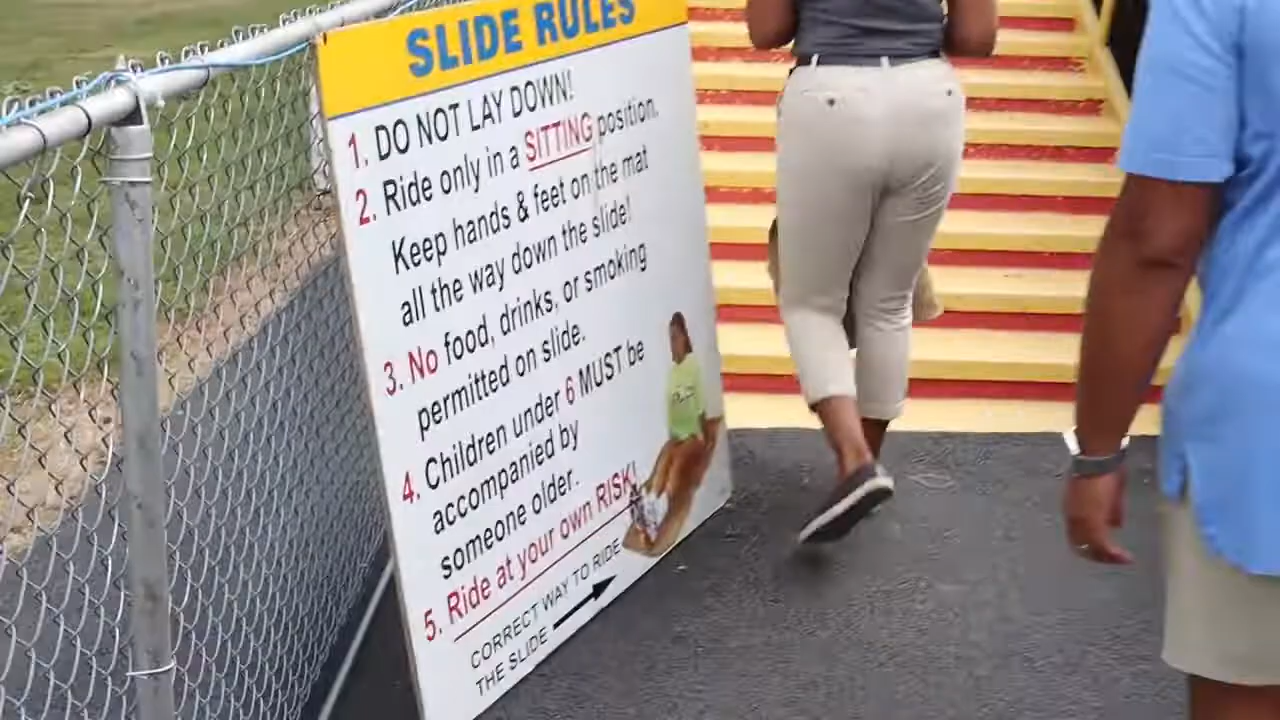 SLIDE RULES
1. DO NOT LAY DOWN!
2. Ride only in a SITTING position.
Keep hands & feet on the mat
all the way down the slide!
3. No food, drinks, or smoking
permitted on slide.
4. Children under 6 MUST be
accompanied by
someone older.
5. Ride at your own RISK!
CORRECT WAY TO RIDE
THE SLIDE